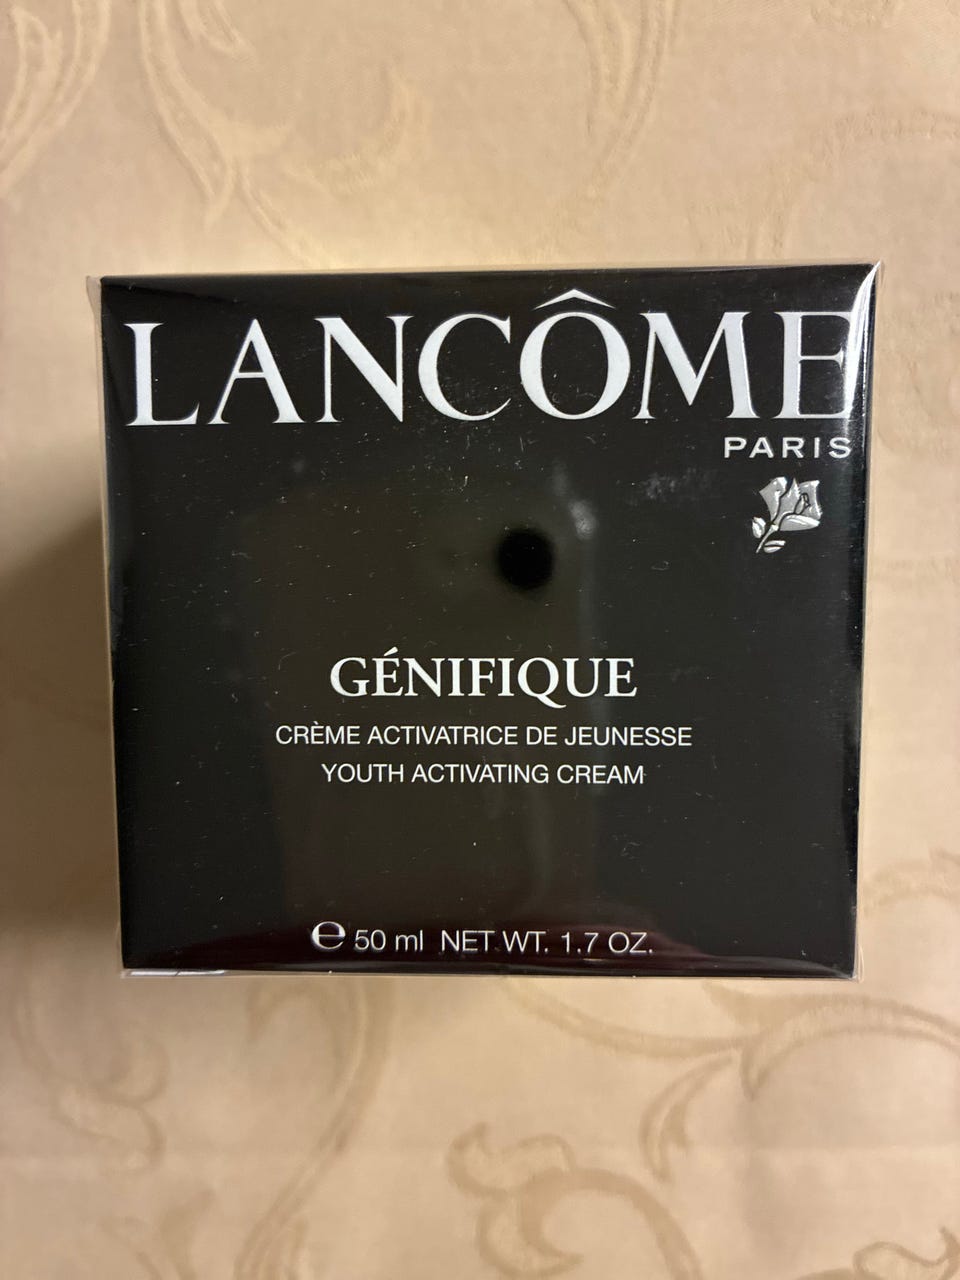 LANCÔME
PARIS
GÉNIFIQUE
CRÈME ACTIVATRICE DE JEUNESSE
YOUTH ACTIVATING CREAM
℮ 50 ml NET WT. 1.7 OZ.